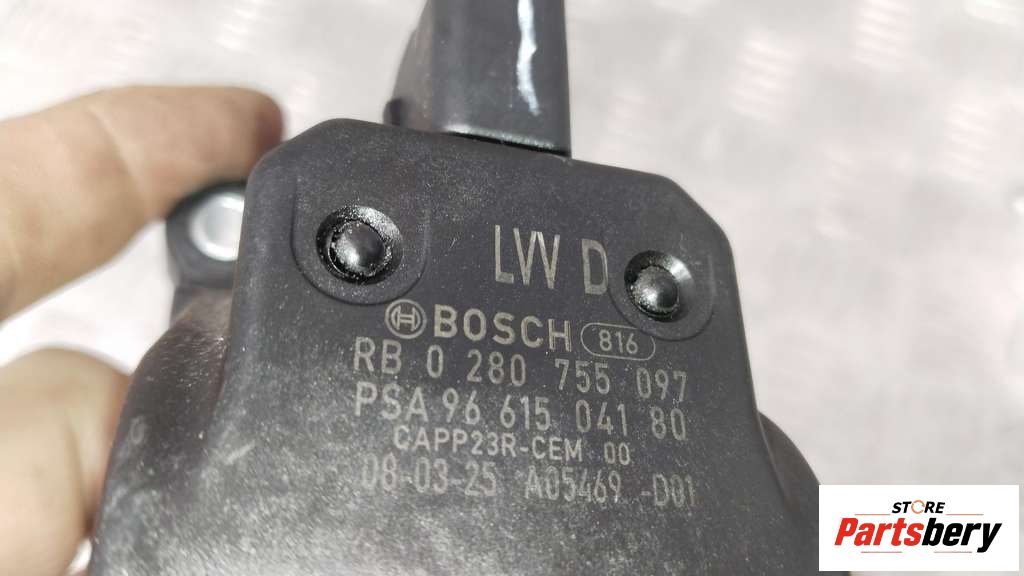 LW D
BOSCH 816
RB 0 280 755 097
PSA 96 615 041 80
CAPP23R-CEM 00
08-03-25 A05469 -D01
STORE
Partsbery